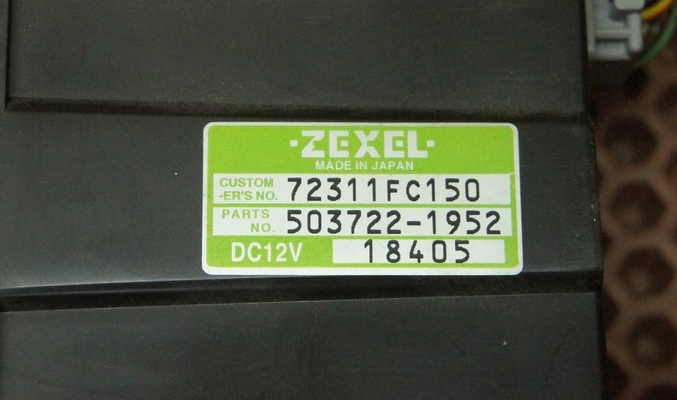 ·ZEXEL·
MADE IN JAPAN
CUSTOM
-ER'S NO. 72311FC150
PARTS
NO. 503722-1952
DC12V 18405